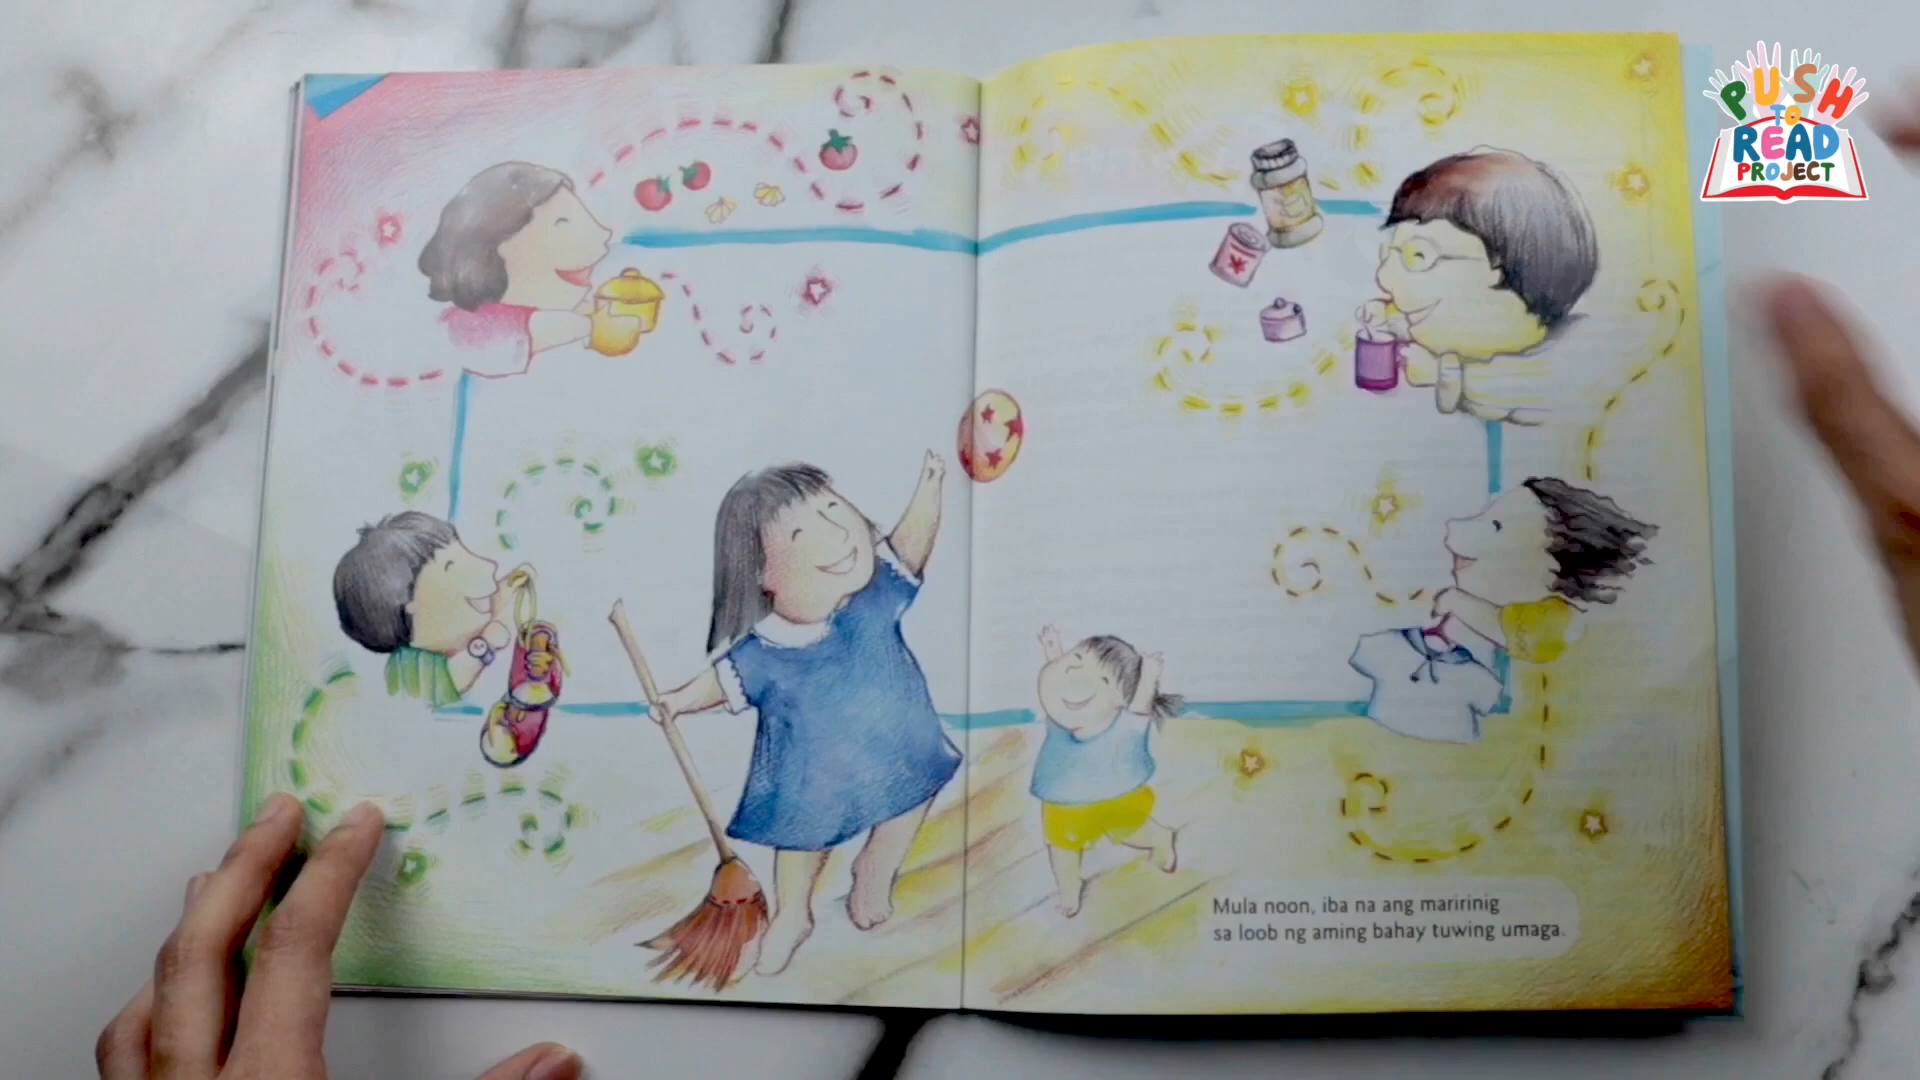 PUSH
TO
READ
PROJECT
Mula noon, iba na ang maririnig
sa loob ng aming bahay tuwing umaga.